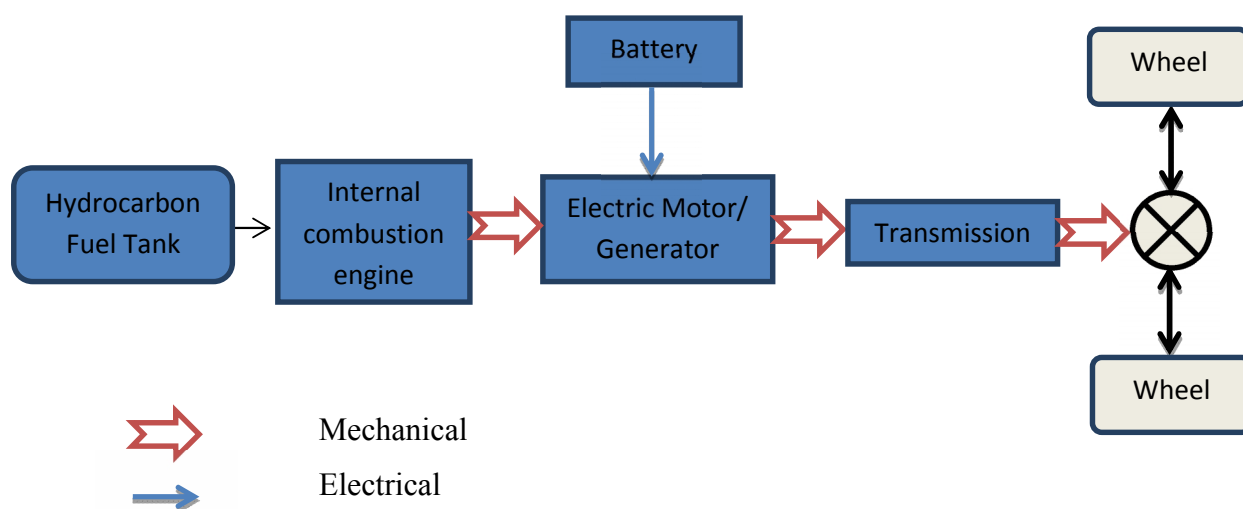 Battery
Wheel
Hydrocarbon
Fuel Tank
Internal
combustion
engine
Electric Motor/
Generator
Transmission
Wheel
Mechanical
Electrical